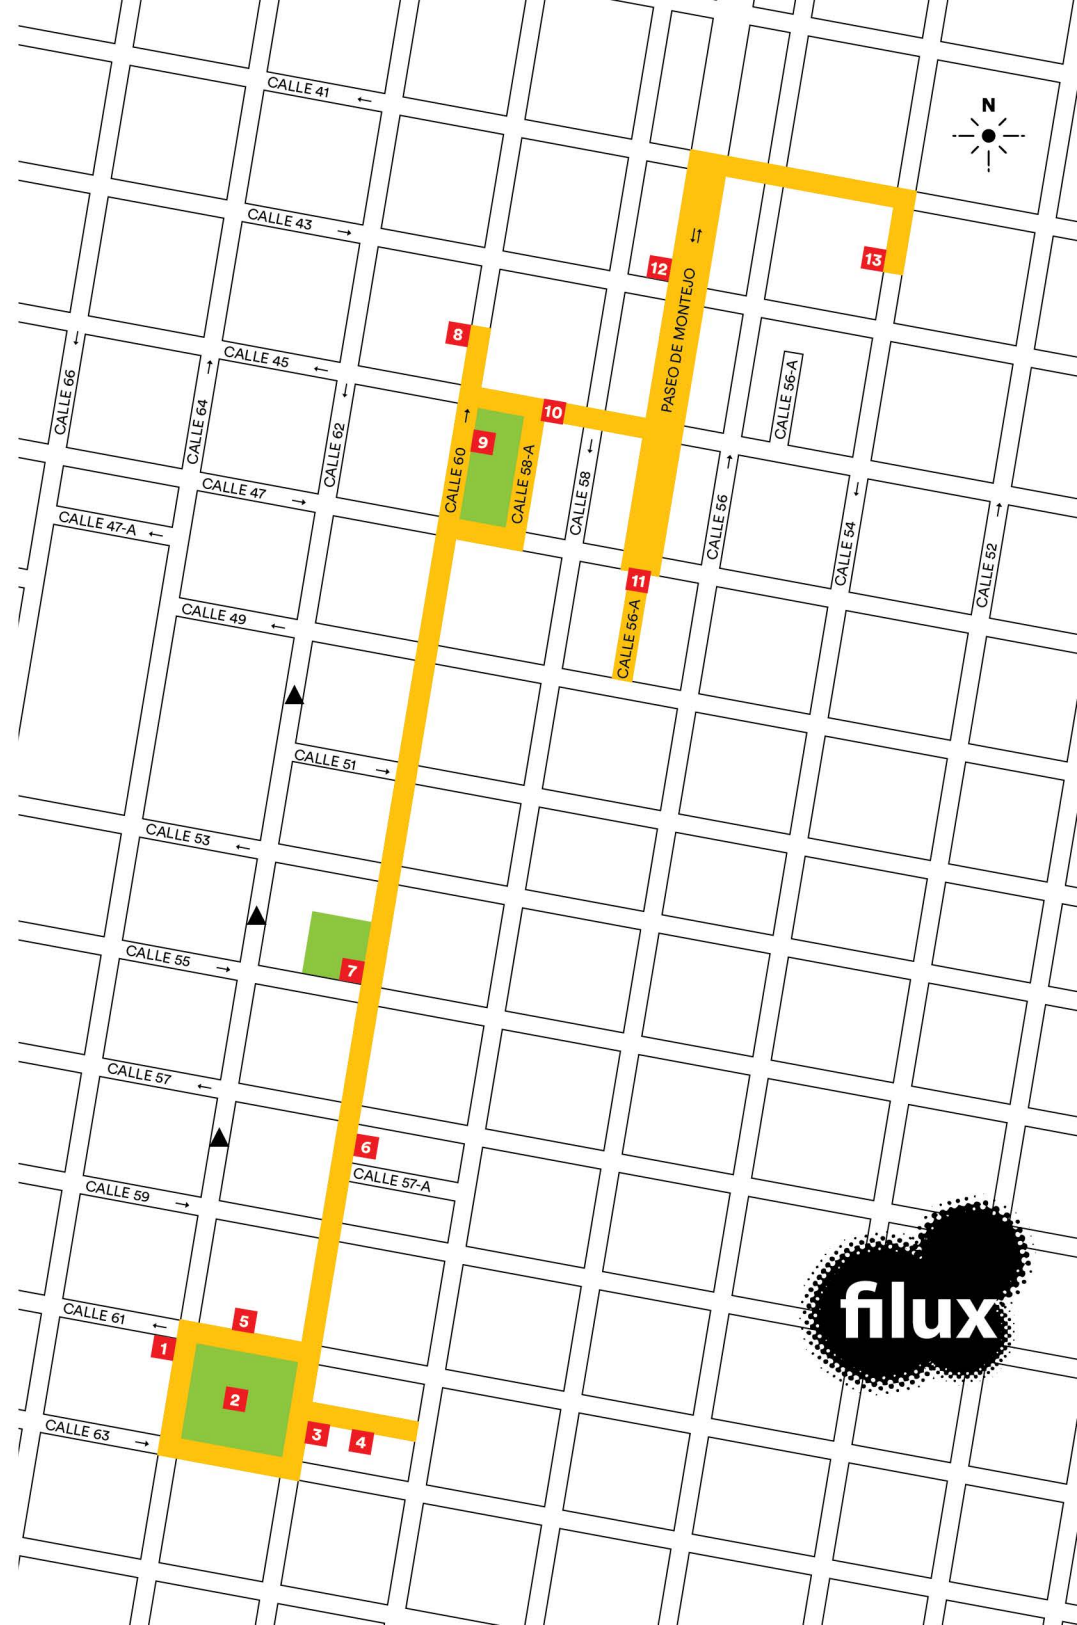 CALLE 41 ←
N
CALLE 43 →
12
13
PASEO DE MONTEJO
8
CALLE 45 ←
CALLE 66
CALLE 64
CALLE 62
CALLE 56-A
10
9
CALLE 60
CALLE 58-A
CALLE 58
CALLE 56
CALLE 54
CALLE 52
CALLE 47 →
CALLE 47-A ←
11
CALLE 56-A
CALLE 49 ←
CALLE 51 →
CALLE 53 ←
CALLE 55 →
7
CALLE 57 ←
6
CALLE 57-A
CALLE 59 →
filux
CALLE 61 ←
5
1
2
CALLE 63 →
3
4